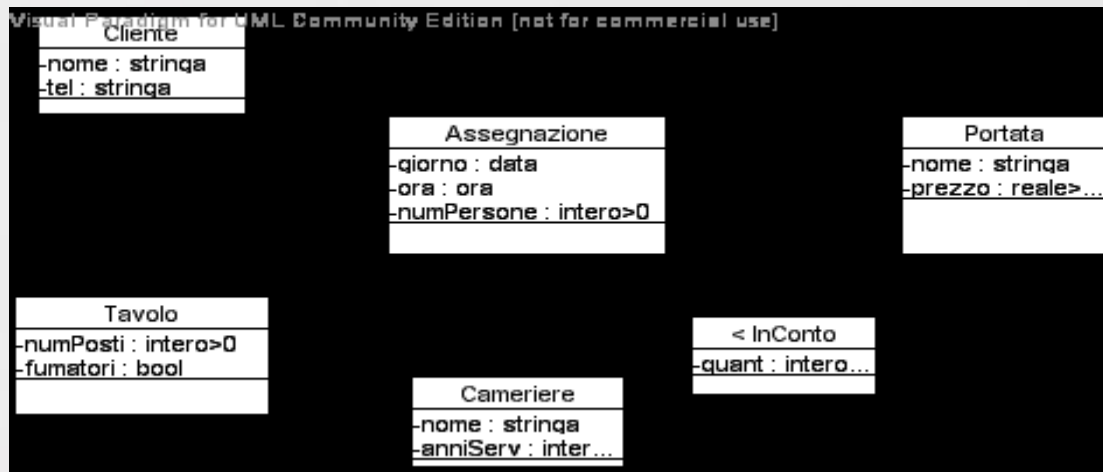 Visual Paradigm for UML Community Edition [not for commercial use]
Cliente
-nome : stringa
-tel : stringa
Assegnazione
-giorno : data
-ora : ora
-numPersone : intero>0
Portata
-nome : stringa
-prezzo : reale>...
Tavolo
-numPosti : intero>0
-fumatori : bool
< InConto
-quant : intero...
Cameriere
-nome : stringa
-anniServ : inter...